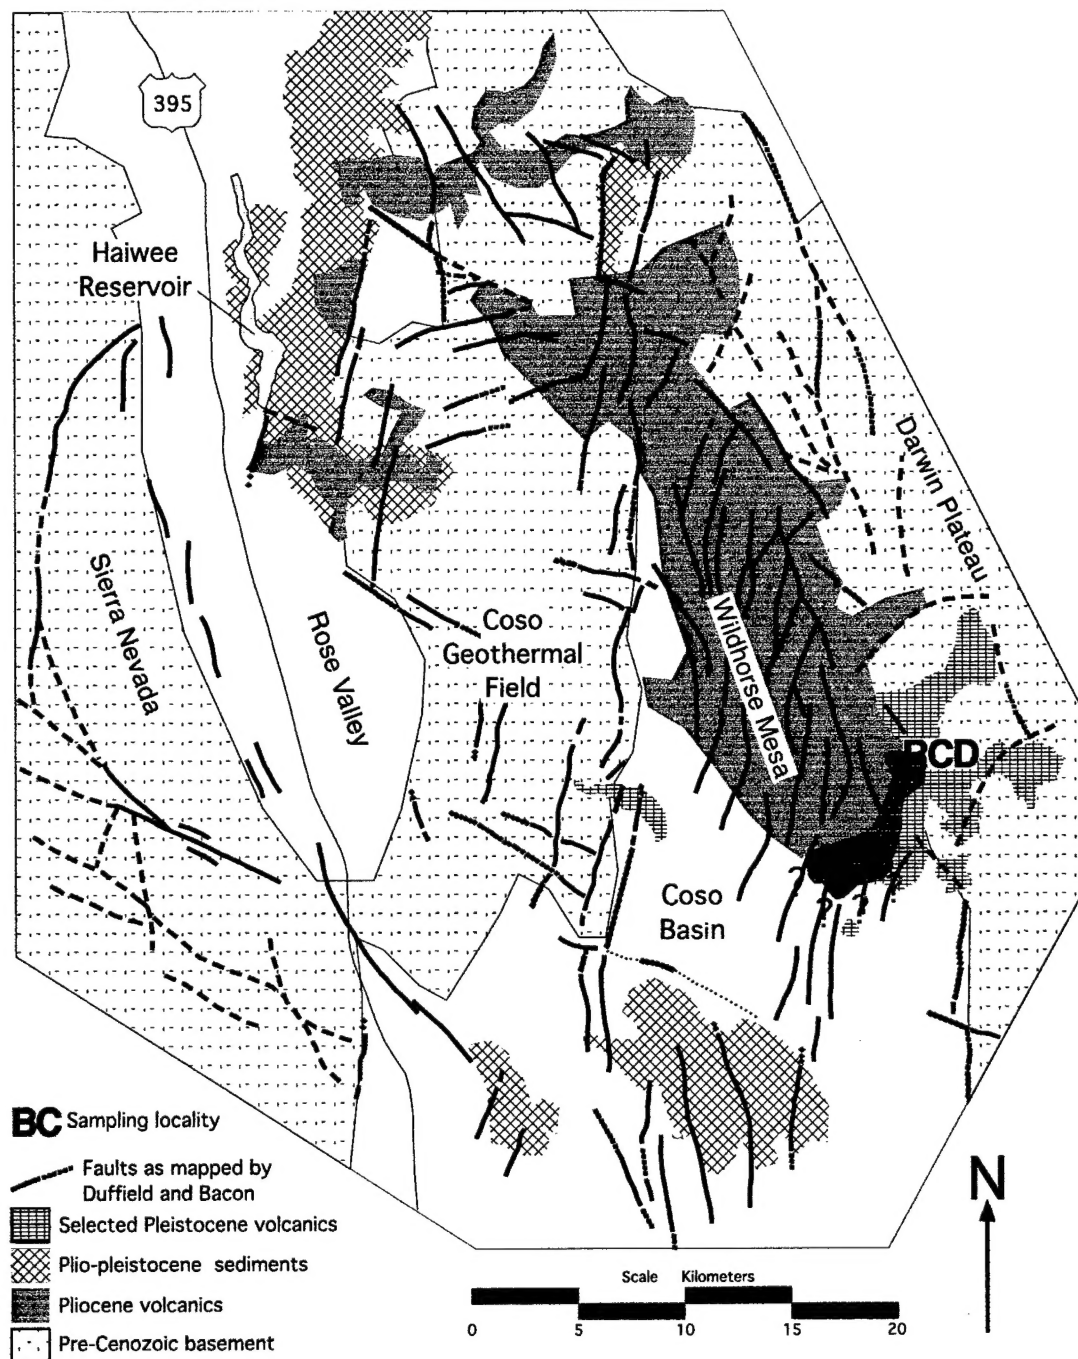 395
Haiwee
Reservoir
Darwin Plateau
Sierra Nevada
Rose Valley
Coso
Geothermal
Field
Wildhorse Mesa
BCD
Coso
Basin
? ? ?
BC Sampling locality
Faults as mapped by
Duffield and Bacon
Selected Pleistocene volcanics
Plio-pleistocene sediments
Pliocene volcanics
Pre-Cenozoic basement
N
Scale Kilometers
0 5 10 15 20